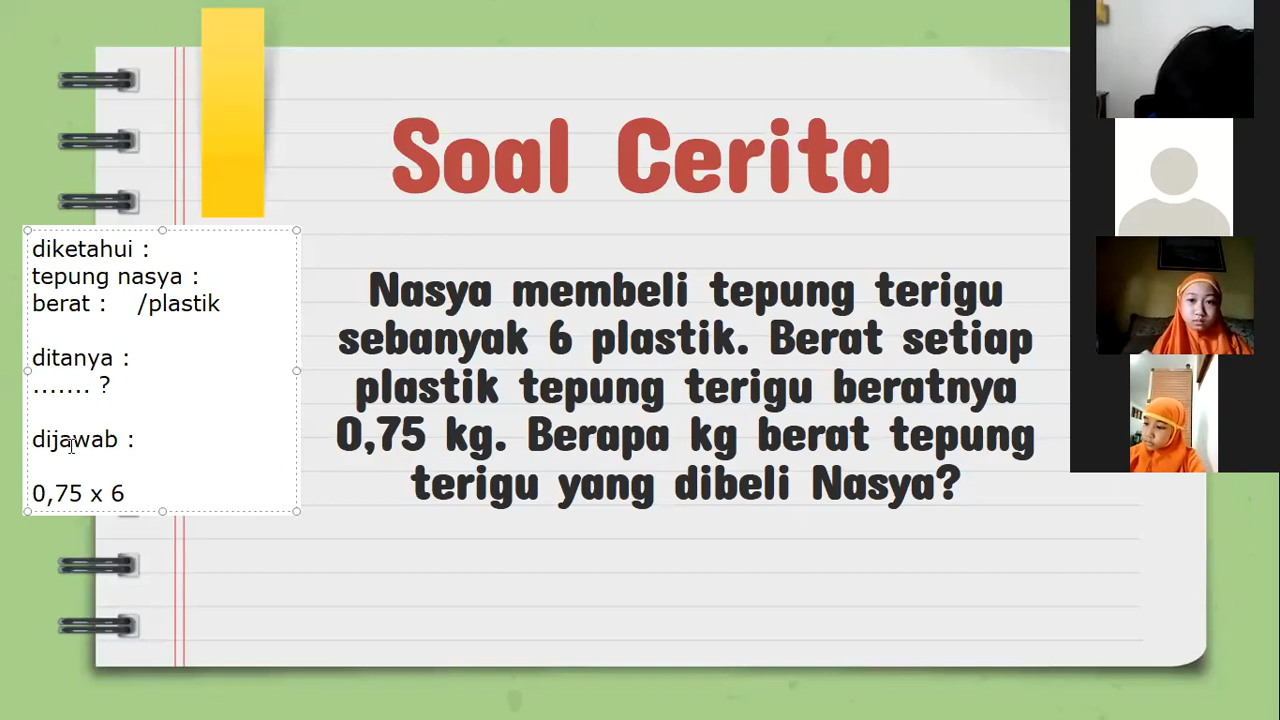 Soal Cerita
diketahui :
tepung nasya :
berat : /plastik
ditanya :
....... ?
dijawab :
0,75 x 6
Nasya membeli tepung terigu
sebanyak 6 plastik. Berat setiap
plastik tepung terigu beratnya
0,75 kg. Berapa kg berat tepung
terigu yang dibeli Nasya?